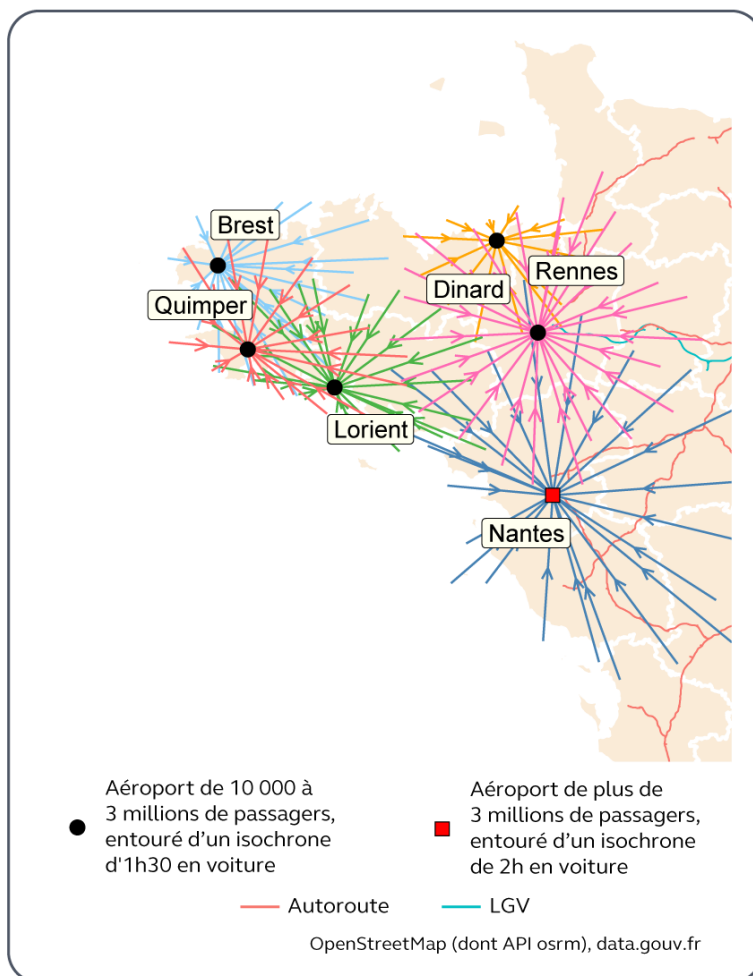 Brest
Quimper
Rennes
Dinard
Lorient
Nantes
Aéroport de 10 000 à
3 millions de passagers,
entouré d’un isochrone
d'1h30 en voiture
Aéroport de plus de
3 millions de passagers,
entouré d’un isochrone
de 2h en voiture
Autoroute
LGV
OpenStreetMap (dont API osrm), data.gouv.fr